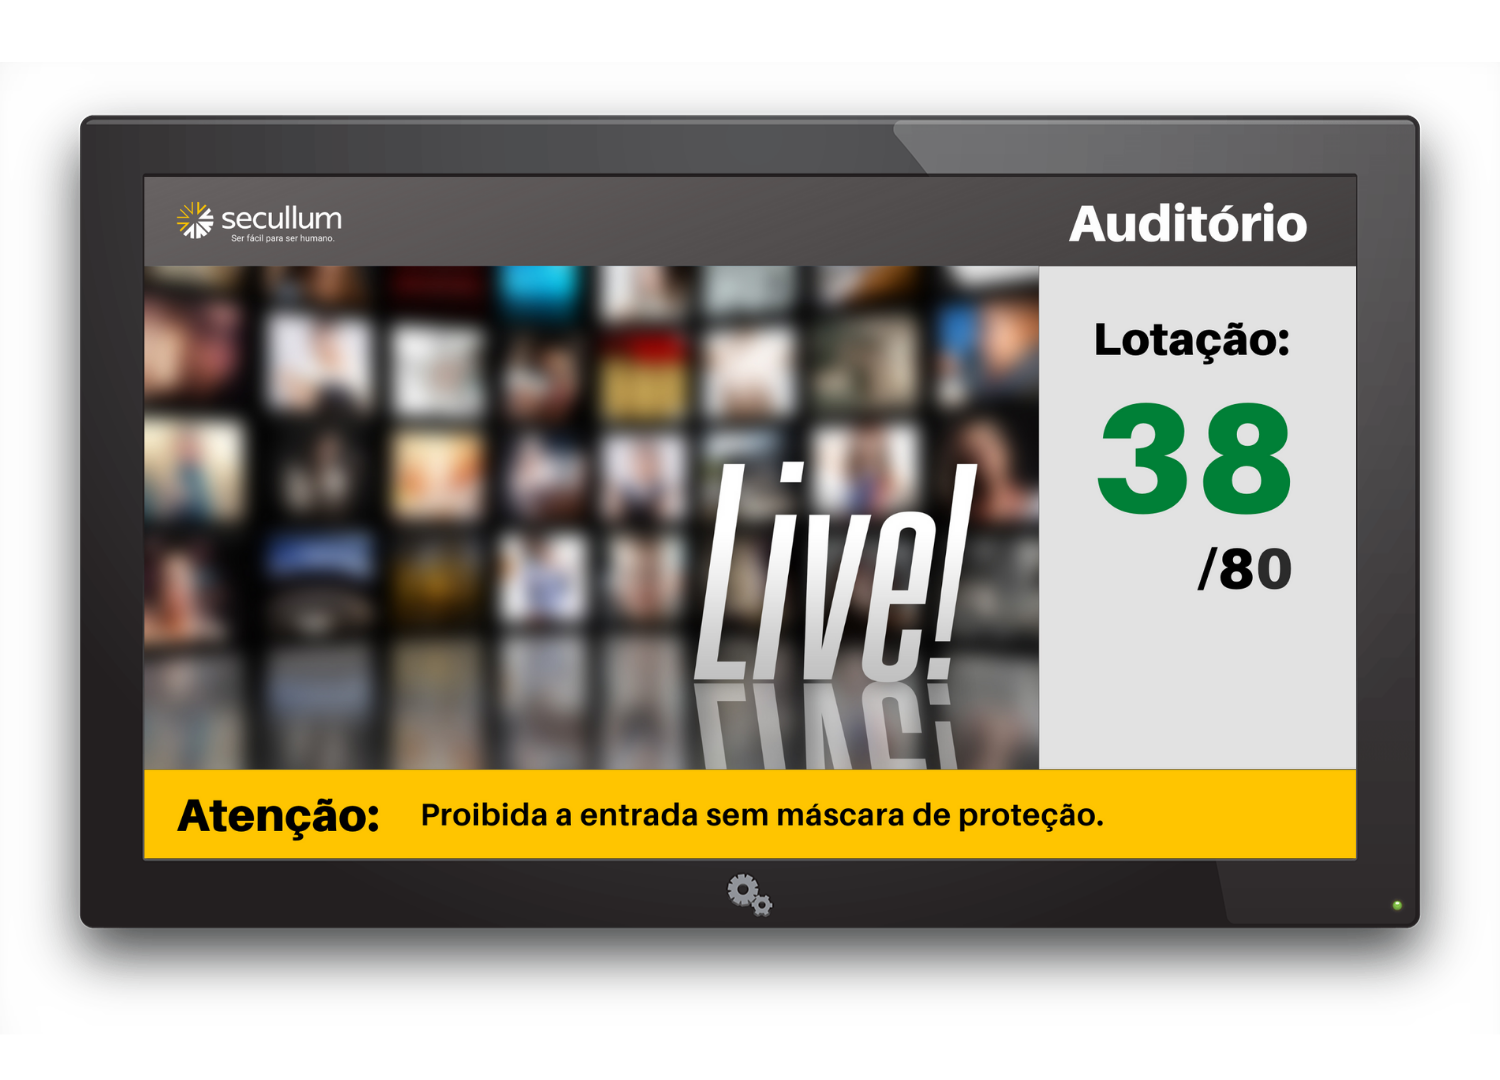 secullum
Ser fácil para ser humano.
Auditório
Live!
Lotação:
38
/80
Atenção: Proibida a entrada sem máscara de proteção.